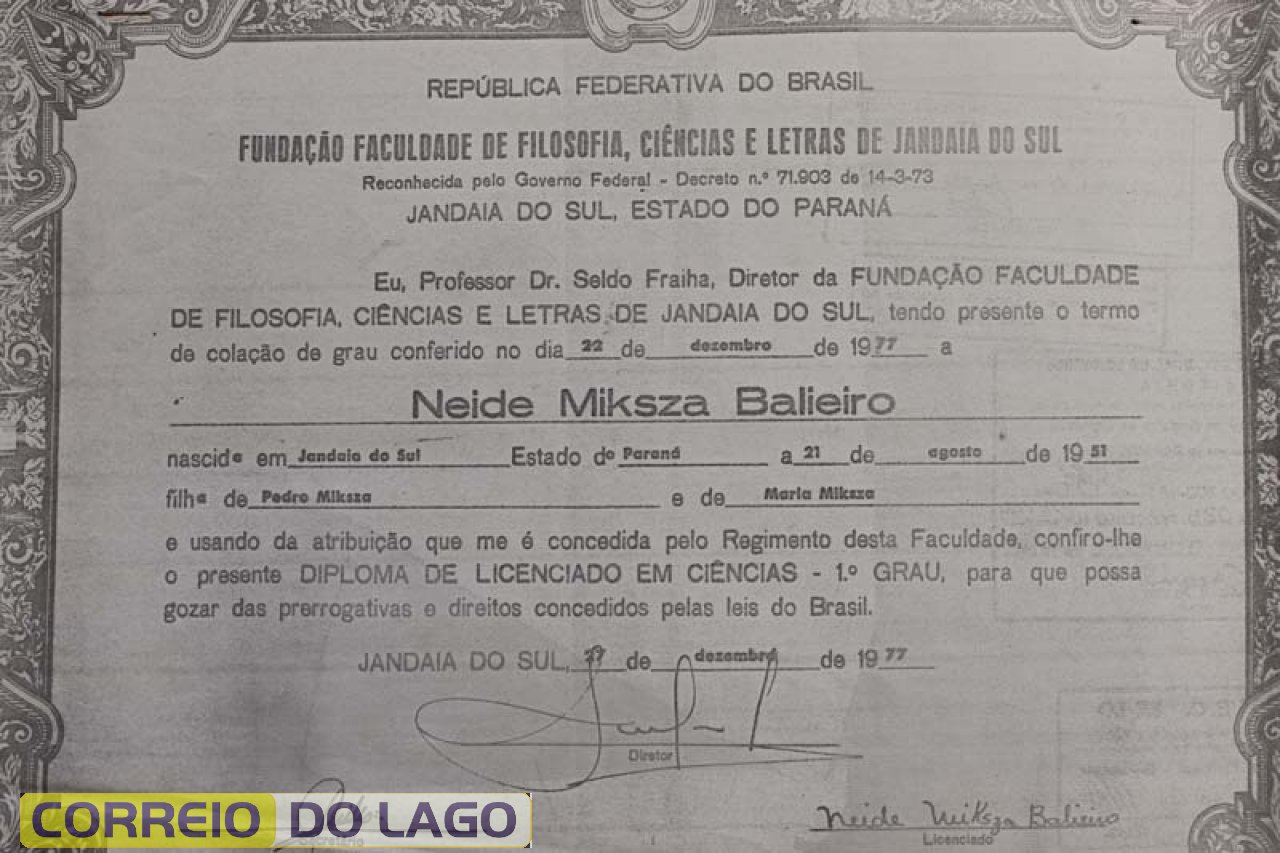 REPÚBLICA FEDERATIVA DO BRASIL
FUNDAÇÃO FACULDADE DE FILOSOFIA, CIÊNCIAS E LETRAS DE JANDAIA DO SUL
Reconhecida pelo Governo Federal - Decreto n.º 71.903 de 14-3-73
JANDAIA DO SUL, ESTADO DO PARANÁ
Eu, Professor Dr. Seldo Fraiha, Diretor da FUNDAÇÃO FACULDADE
DE FILOSOFIA, CIÊNCIAS E LETRAS DE JANDAIA DO SUL, tendo presente o termo
de colação de grau conferido no dia 22 de dezembro de 1977 a
Neide Miksza Balieiro
nascida em Jandaia do Sul Estado do Paraná a 21 de agosto de 1951
filha de Pedro Miksza e de Maria Miksza
e usando da atribuição que me é concedida pelo Regimento desta Faculdade, confiro-lhe
o presente DIPLOMA DE LICENCIADO EM CIÊNCIAS - 1.º GRAU, para que possa
gozar das prerrogativas e direitos concedidos pelas leis do Brasil.
JANDAIA DO SUL, de dezembro de 1977
Diretor
Neide Miksza Balieiro
Secretário
Licenciado
CORREIO DO LAGO